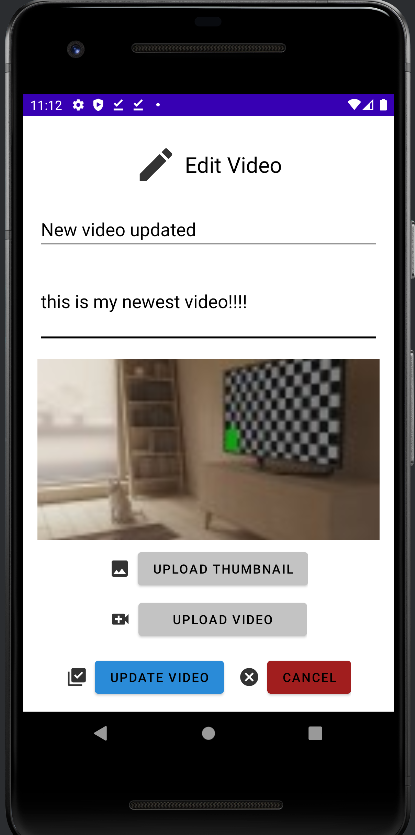 11:12
Edit Video
New video updated
this is my newest video!!!!
UPLOAD THUMBNAIL
UPLOAD VIDEO
UPDATE VIDEO
CANCEL